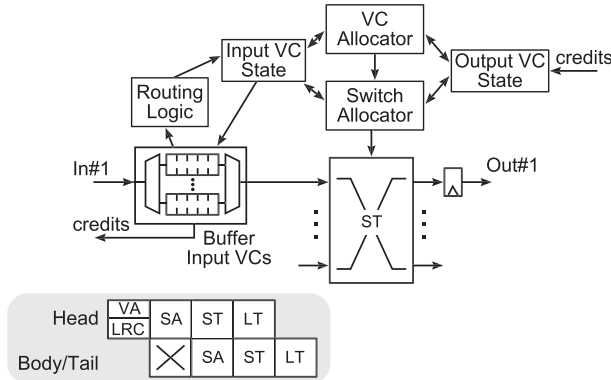 VC
Allocator
Input VC
State
Output VC
State
credits
Routing
Logic
Switch
Allocator
In#1
Out#1
ST
credits
Buffer
Input VCs
Head
VA
LRC
SA
ST
LT
Body/Tail
SA
ST
LT